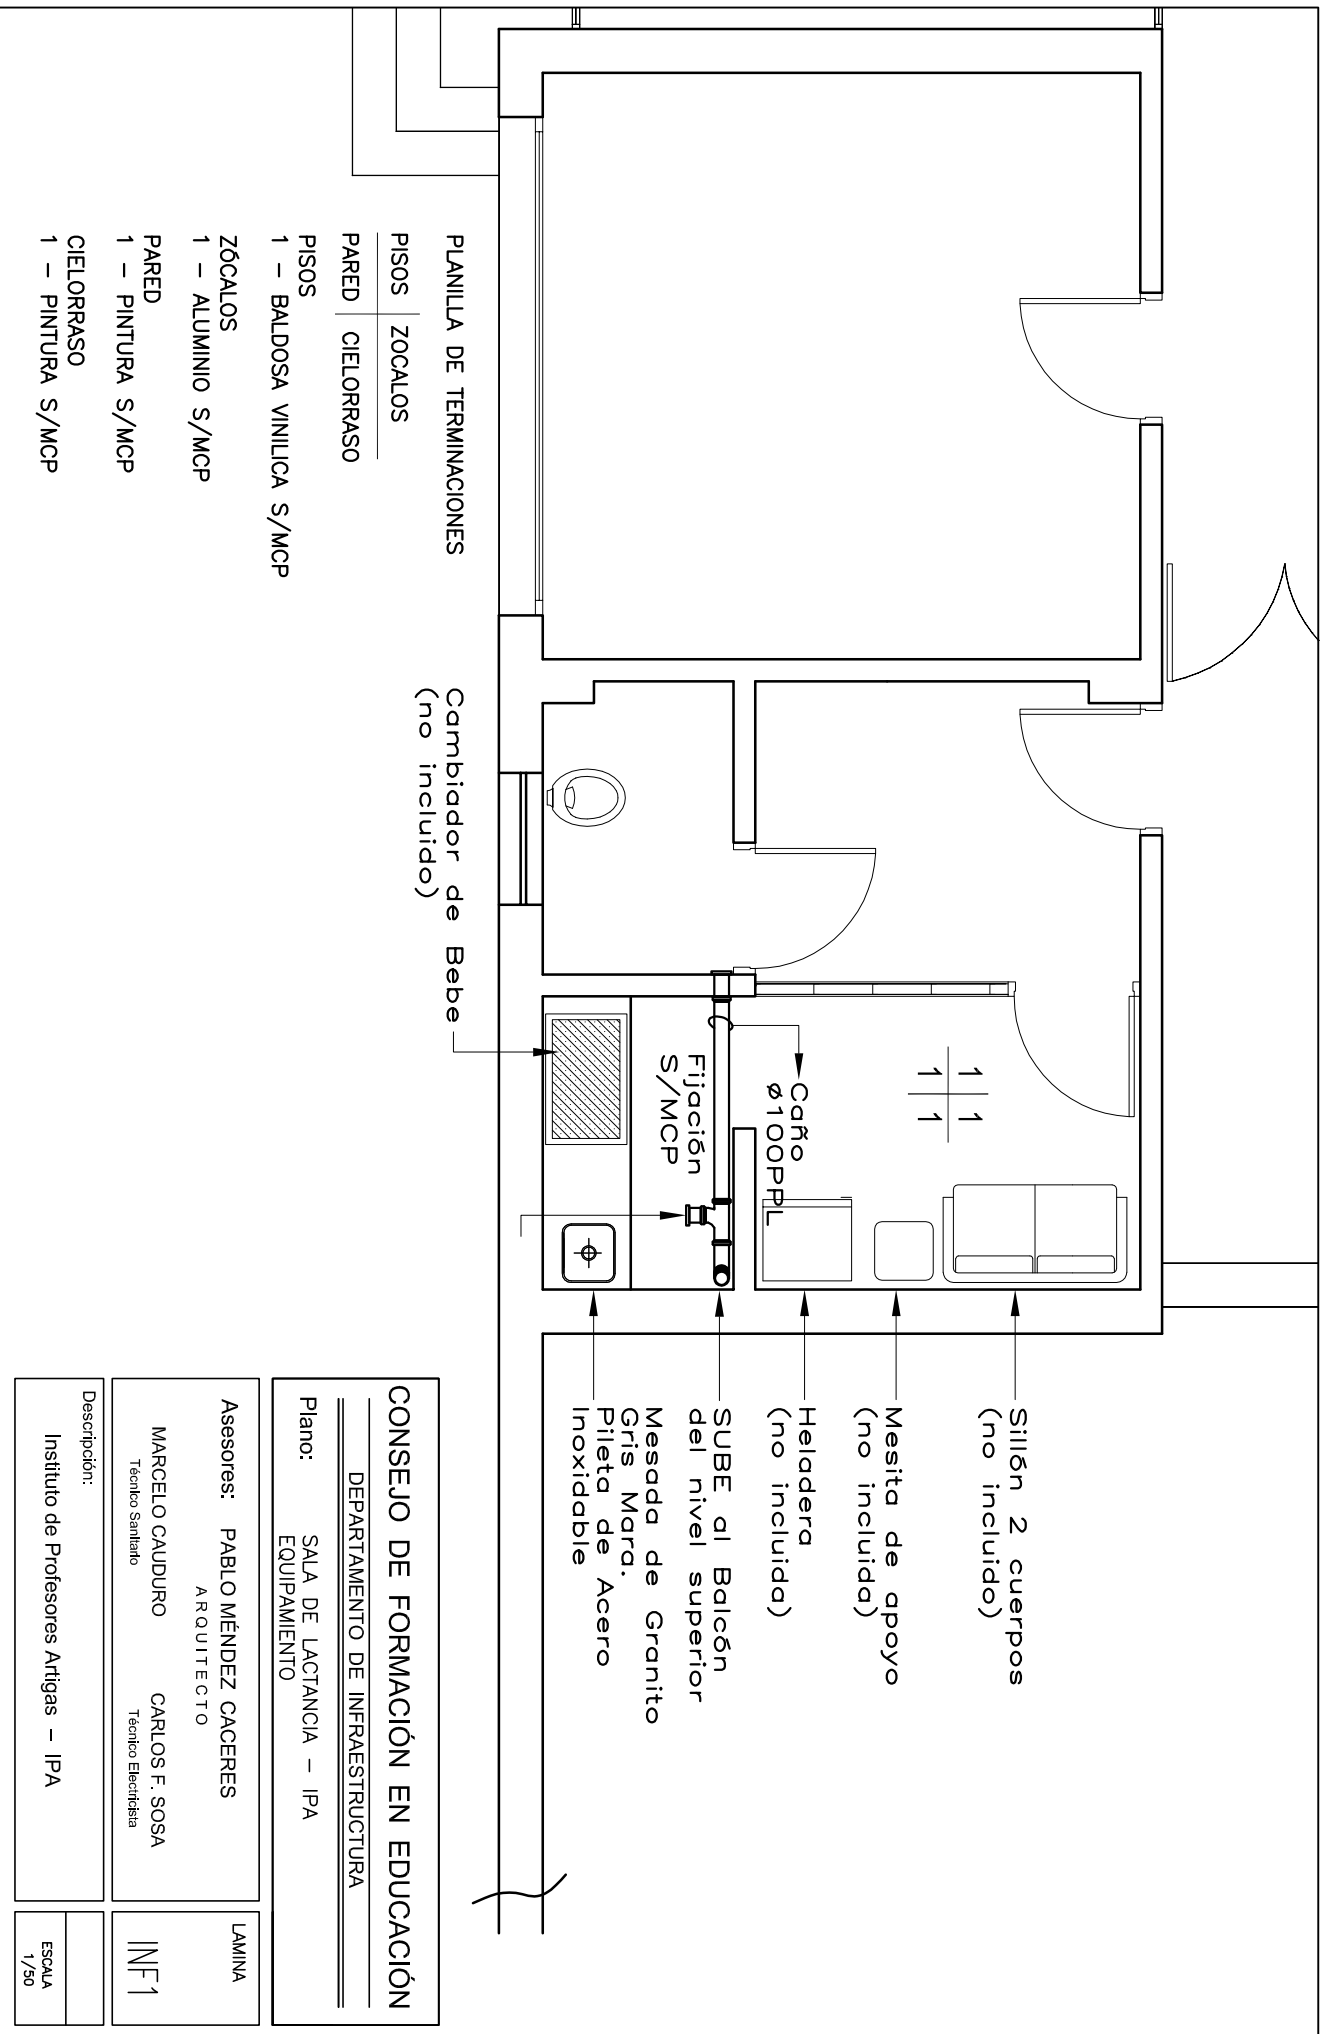 Sillón 2 cuerpos
(no incluido)
Mesita de apoyo
(no incluida)
Heladera
(no incluida)
SUBE al Balcón
del nivel superior
Mesada de Granito
Gris Mara.
Pileta de Acero
Inoxidable
1 1
1 1
Caño
ø100PPL
Fijación
S/MCP
Cambiador de Bebe
(no incluido)
PLANILLA DE TERMINACIONES
PISOS ZOCALOS
PARED CIELORRASO
PISOS
1 – BALDOSA VINILICA S/MCP
ZÓCALOS
1 – ALUMINIO S/MCP
PARED
1 – PINTURA S/MCP
CIELORRASO
1 – PINTURA S/MCP
CONSEJO DE FORMACIÓN EN EDUCACIÓN
DEPARTAMENTO DE INFRAESTRUCTURA
Plano: SALA DE LACTANCIA – IPA
EQUIPAMIENTO
Asesores: PABLO MÉNDEZ CACERES
ARQUITECTO
MARCELO CAUDURO CARLOS F. SOSA
Técnico Sanitario Técnico Electricista
LAMINA
INF1
Descripción:
Instituto de Profesores Artigas – IPA
ESCALA
1/50